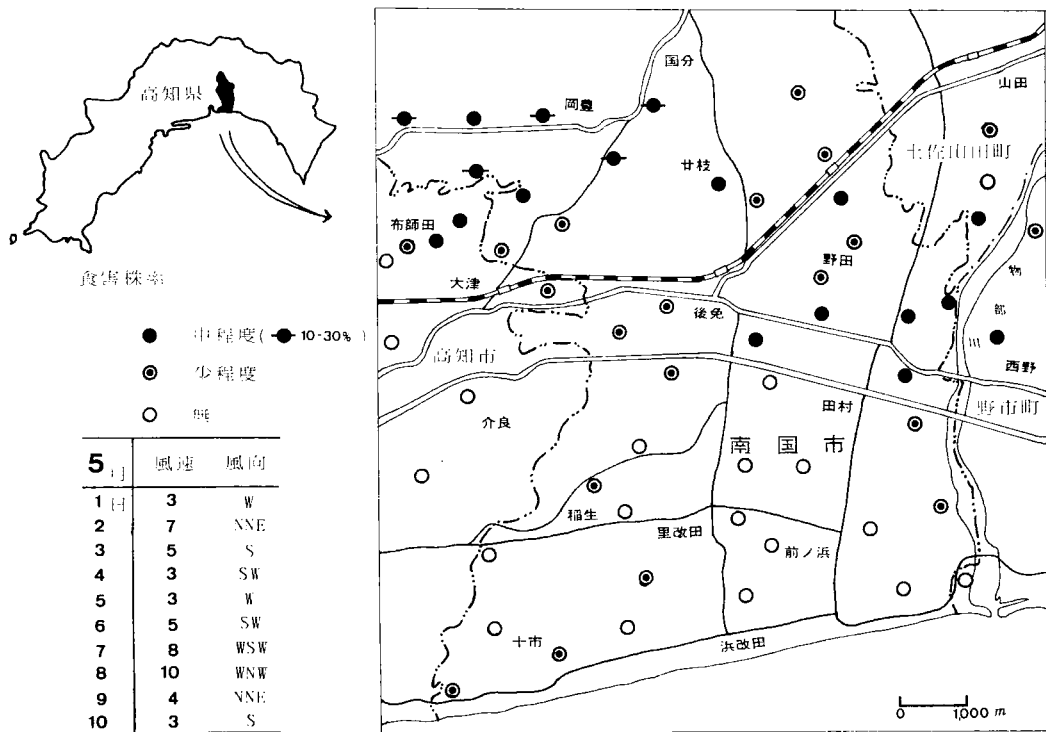 高知県
食害株率
中程度( 10-30% )
少程度
無
5月 風速 風向
1日 3 W
2 7 NNE
3 5 S
4 3 SW
5 3 W
6 5 SW
7 8 WSW
8 10 WNW
9 4 NNE
10 3 S
国分
岡豊
山田
土佐山田町
廿枝
布師田
野田
大津
物部川
後免
高知市
西野
野市町
介良
田村
南国市
稲生
里改田
前ノ浜
十市
浜改田
0 1,000 m